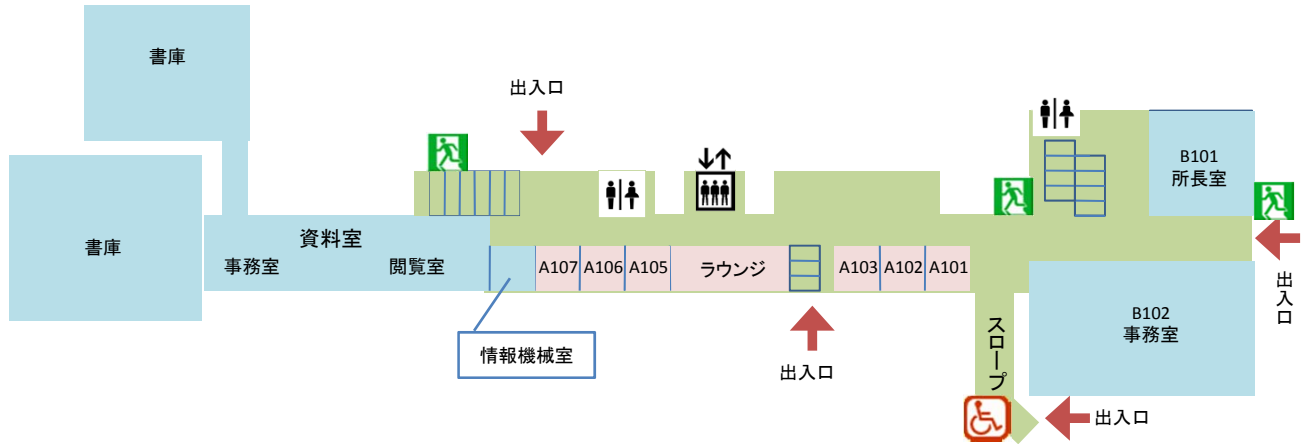 書庫
出入口
B101
所長室
書庫
資料室
事務室
閲覧室
A107
A106
A105
ラウンジ
A103
A102
A101
出入口
B102
事務室
スロープ
情報機械室
出入口
出入口